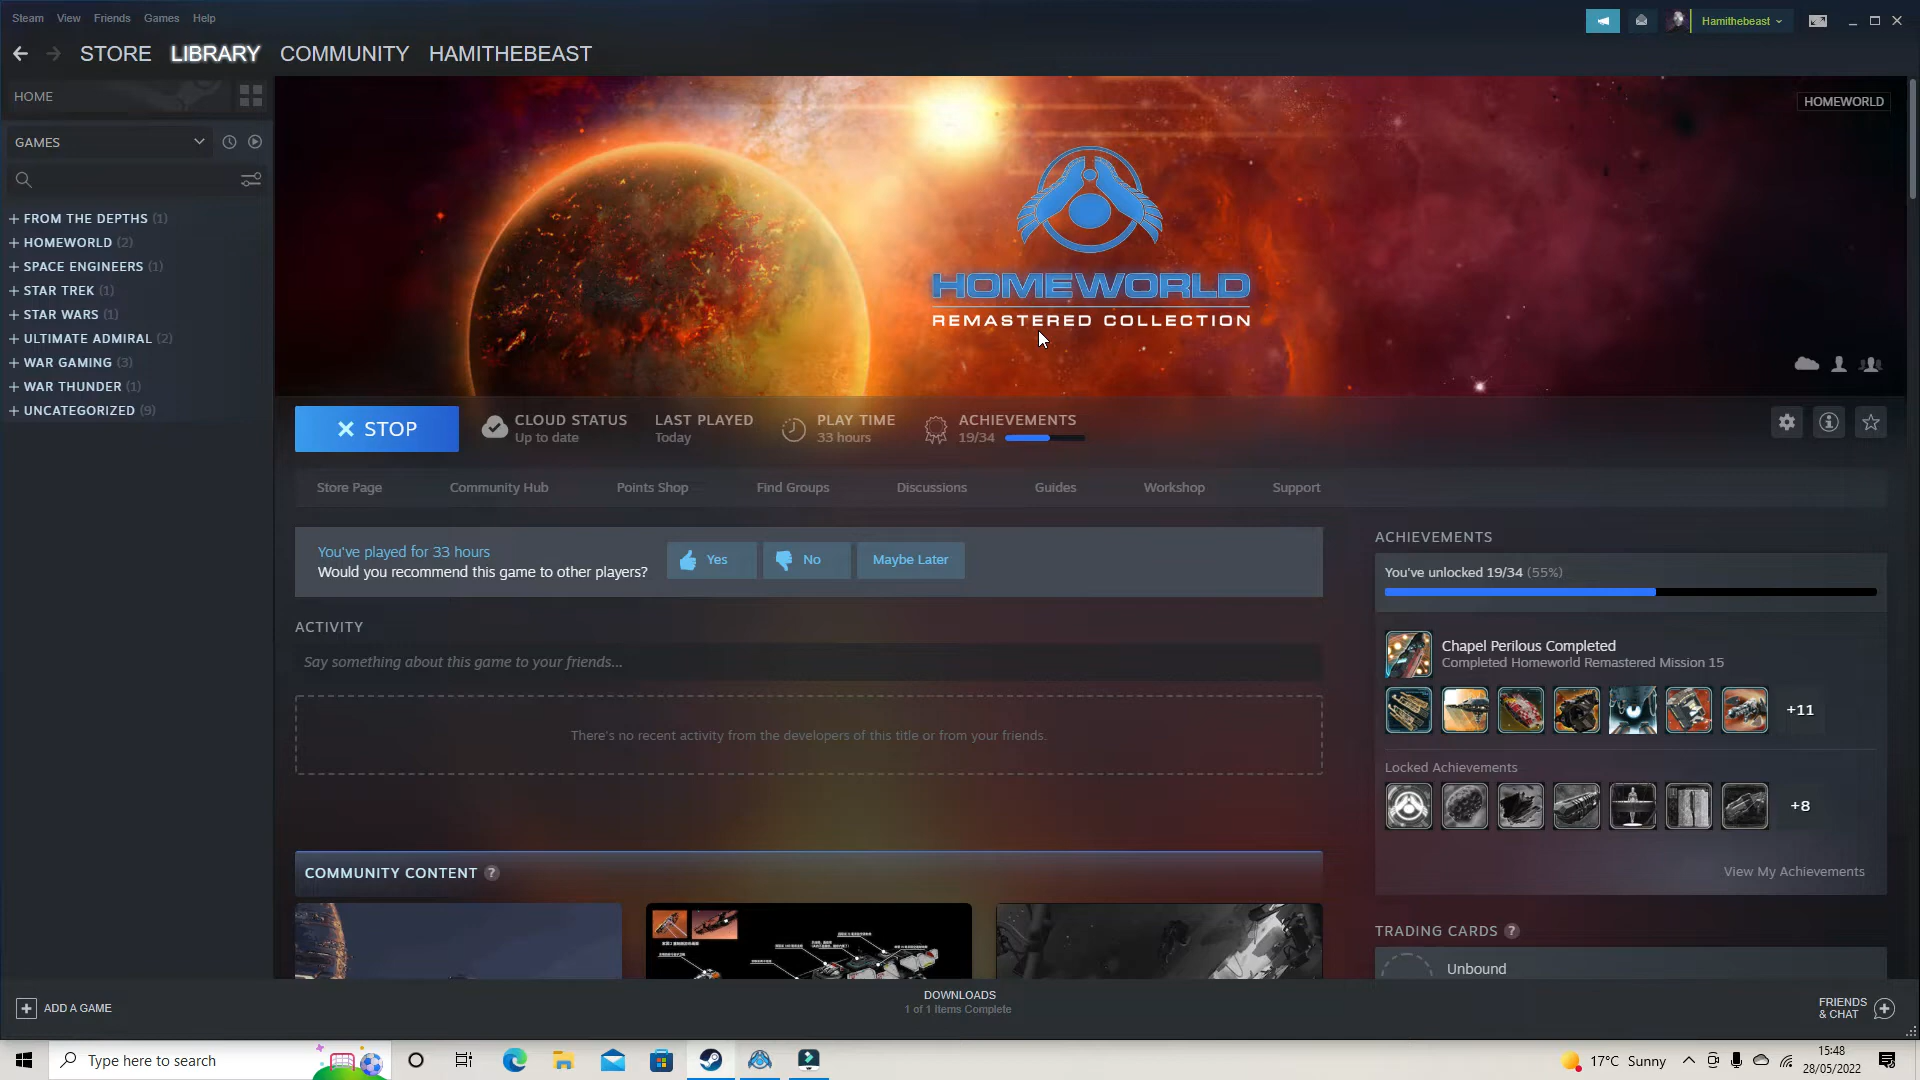 Steam View Friends Games Help
Hamithebeast
STORE LIBRARY COMMUNITY HAMITHEBEAST
HOME
HOMEWORLD
GAMES
FROM THE DEPTHS (1)
HOMEWORLD (2)
SPACE ENGINEERS (1)
STAR TREK (1)
STAR WARS (1)
ULTIMATE ADMIRAL (2)
WAR GAMING (3)
WAR THUNDER (1)
UNCATEGORIZED (9)
HOMEWORLD
REMASTERED COLLECTION
STOP
CLOUD STATUS
Up to date
LAST PLAYED
Today
PLAY TIME
33 hours
ACHIEVEMENTS
19/34
Store Page Community Hub Points Shop Find Groups Discussions Guides Workshop Support
You've played for 33 hours
Would you recommend this game to other players?
Yes No Maybe Later
ACTIVITY
Say something about this game to your friends...
There's no recent activity from the developers of this title or from your friends.
COMMUNITY CONTENT ?
ACHIEVEMENTS
You've unlocked 19/34 (55%)
Chapel Perilous Completed
Completed Homeworld Remastered Mission 15
+11
Locked Achievements
+8
View My Achievements
TRADING CARDS ?
Unbound
ADD A GAME
DOWNLOADS
1 of 1 Items Complete
FRIENDS
& CHAT
Type here to search
17°C Sunny
15:48
28/05/2022